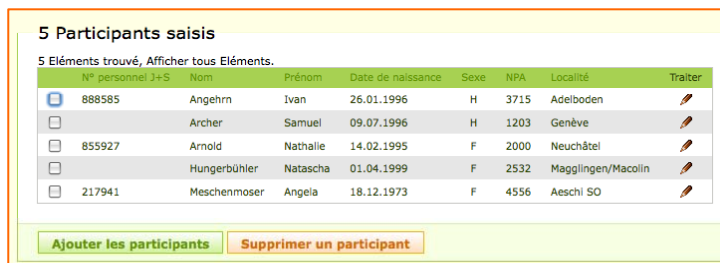 5 Participants saisis
5 Eléments trouvé, Afficher tous Eléments.
N° personnel J+S Nom Prénom Date de naissance Sexe NPA Localité Traiter
888585 Angehrn Ivan 26.01.1996 H 3715 Adelboden
Archer Samuel 09.07.1996 H 1203 Genève
855927 Arnold Nathalie 14.02.1995 F 2000 Neuchâtel
Hungerbühler Natascha 01.04.1999 F 2532 Magglingen/Macolin
217941 Meschenmoser Angela 18.12.1973 F 4556 Aeschi SO
Ajouter les participants Supprimer un participant